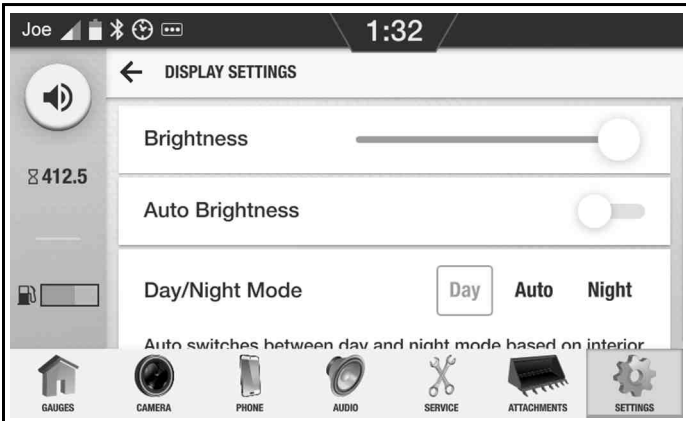 Joe 1:32
DISPLAY SETTINGS
Brightness
412.5
Auto Brightness
Day/Night Mode Day Auto Night
Auto switches between day and night mode based on interior
GAUGES CAMERA PHONE AUDIO SERVICE ATTACHMENTS SETTINGS